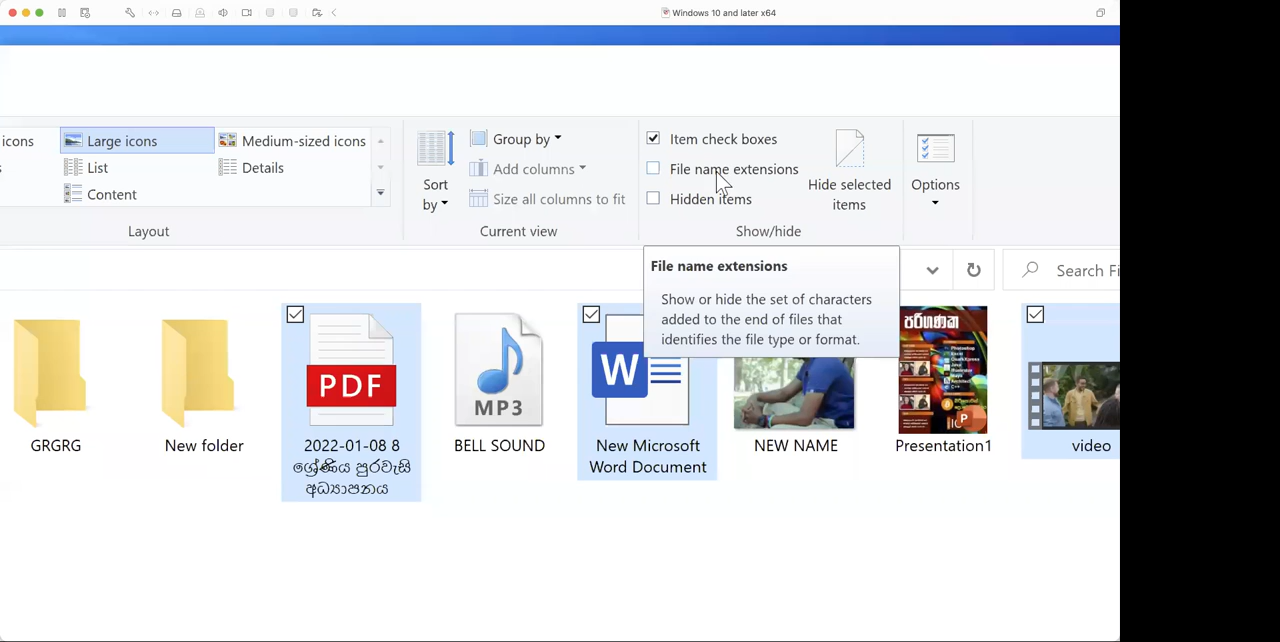 Windows 10 and later x64
icons
Large icons
Medium-sized icons
s
List
Details
Content
Layout
Sort
by
Group by
Add columns
Size all columns to fit
Current view
Item check boxes
File name extensions
Hidden items
Hide selected
items
Show/hide
Options
Search Fi
File name extensions
Show or hide the set of characters
added to the end of files that
identifies the file type or format.
GRGRG
New folder
PDF
2022-01-08 8
ශ්‍රේණිය පුරවැසි
අධ්‍යාපනය
MP3
BELL SOUND
W
New Microsoft
Word Document
NEW NAME
පරිගණක
P
Presentation1
video